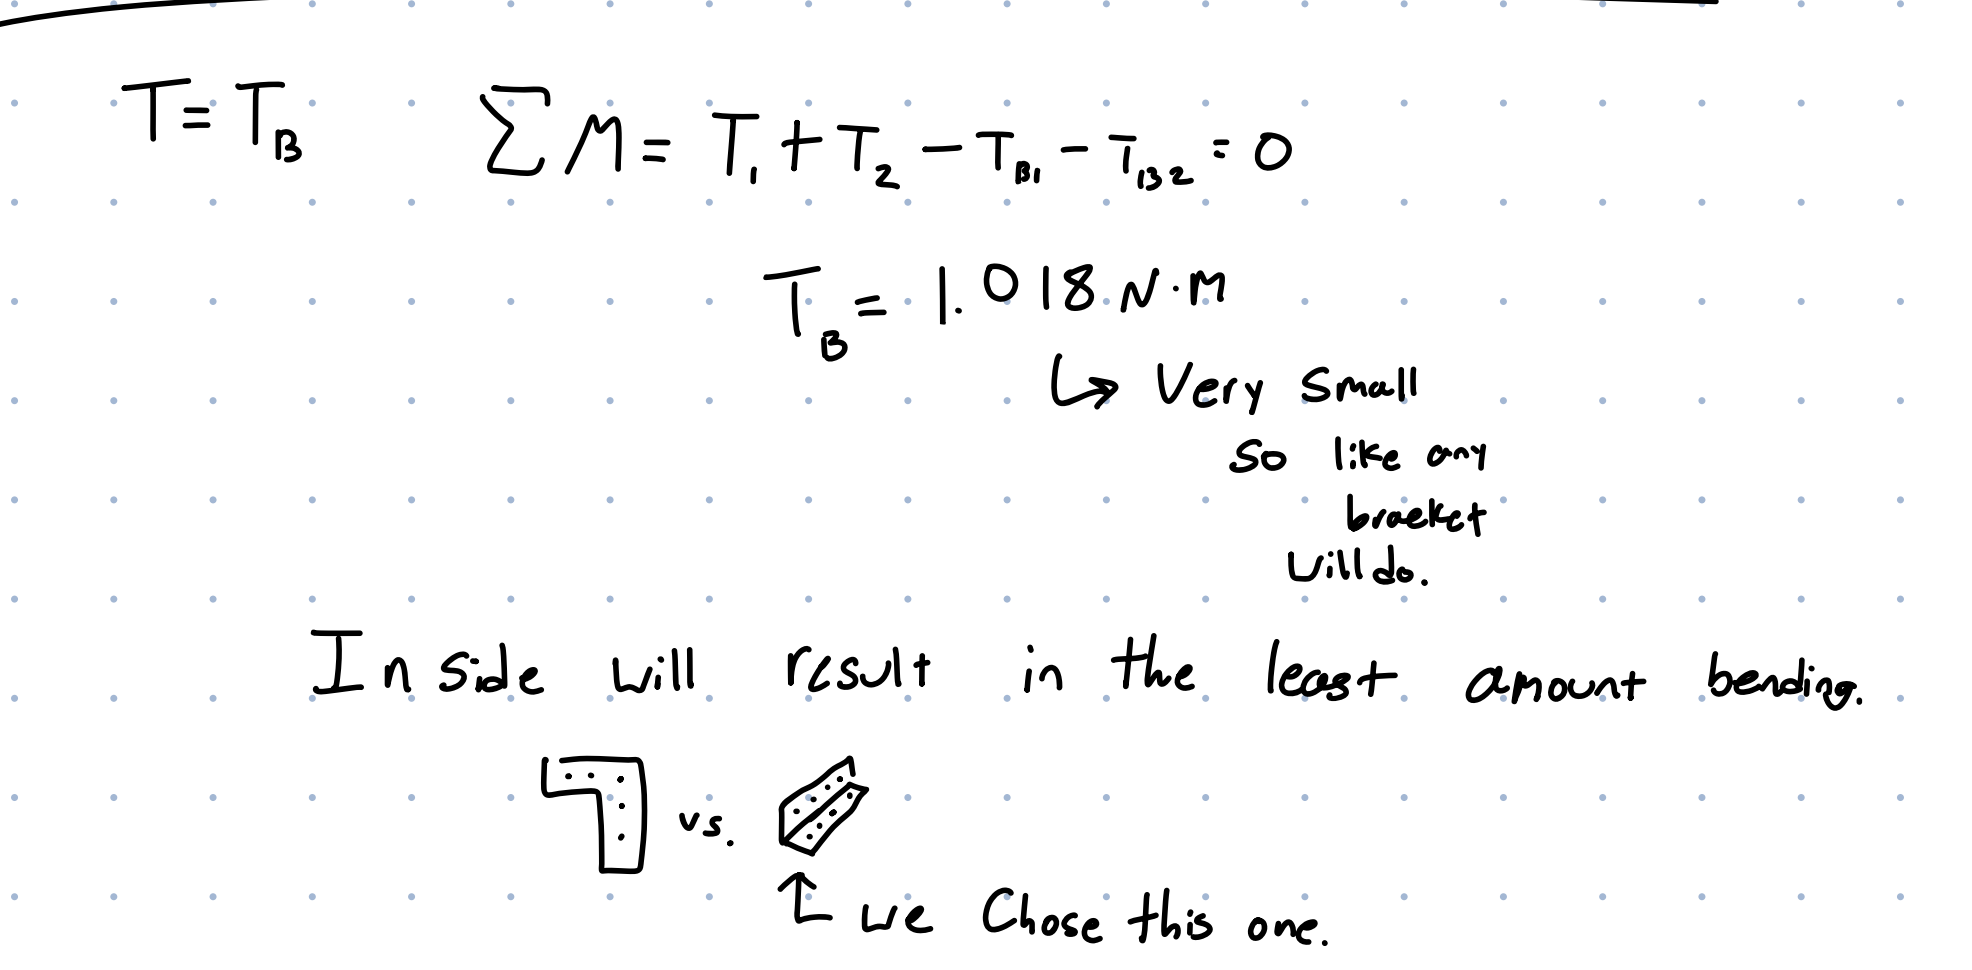 T = T_B   ΣM = T_1 + T_2 - T_B1 - T_B2 = 0
T_B = 1.018 N·M
↳ Very small
so like any
bracket
will do.
Inside will result in the least amount bending.
vs.
↑ we chose this one.